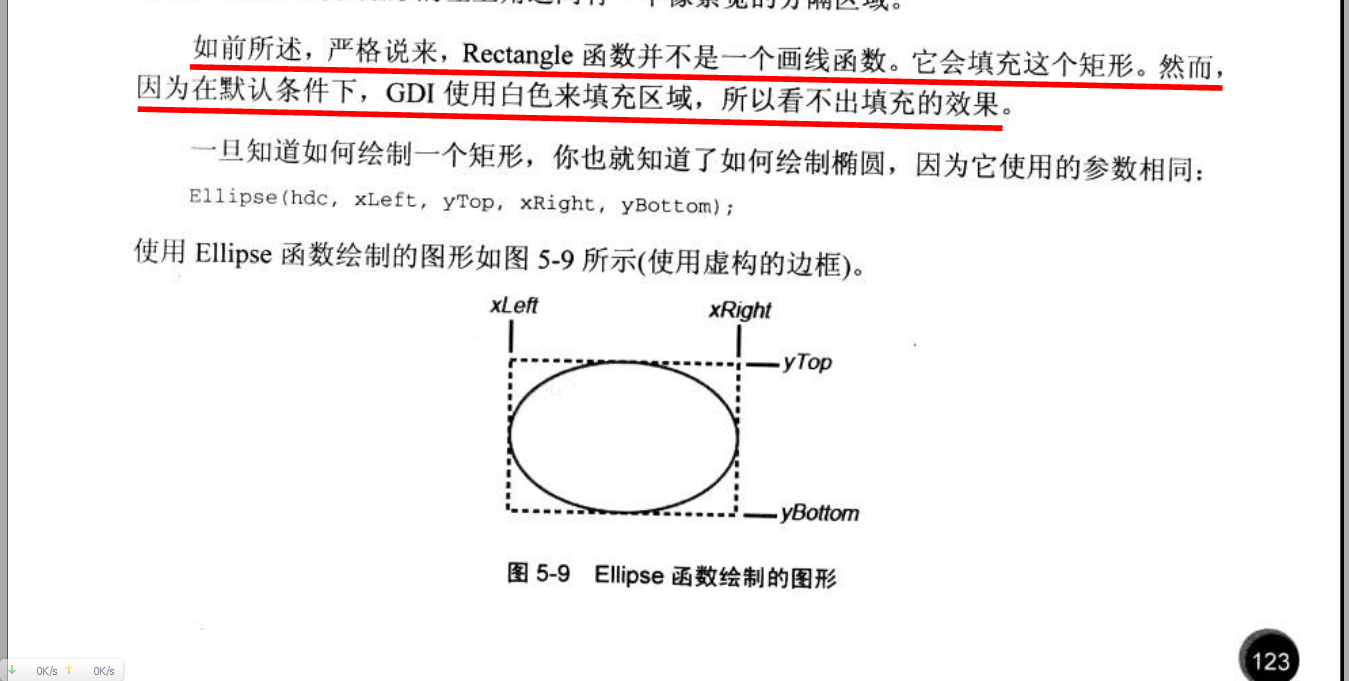 如前所述，严格说来，Rectangle 函数并不是一个画线函数。它会填充这个矩形。然而，
因为在默认条件下，GDI 使用白色来填充区域，所以看不出填充的效果。
一旦知道如何绘制一个矩形，你也就知道了如何绘制椭圆，因为它使用的参数相同：
Ellipse(hdc, xLeft, yTop, xRight, yBottom);
使用 Ellipse 函数绘制的图形如图 5-9 所示(使用虚构的边框)。
xLeft
xRight
yTop
yBottom
图 5-9 Ellipse 函数绘制的图形
123
↓ 0K/s ↑ 0K/s